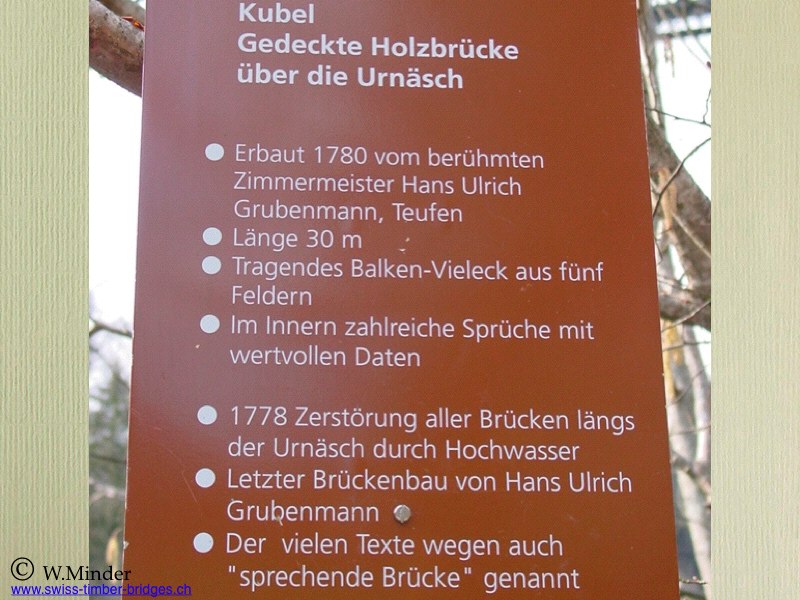 Kubel
Gedeckte Holzbrücke
über die Urnäsch
Erbaut 1780 vom berühmten
Zimmermeister Hans Ulrich
Grubenmann, Teufen
Länge 30 m
Tragendes Balken-Vieleck aus fünf
Feldern
Im Innern zahlreiche Sprüche mit
wertvollen Daten
1778 Zerstörung aller Brücken längs
der Urnäsch durch Hochwasser
Letzter Brückenbau von Hans Ulrich
Grubenmann
Der vielen Texte wegen auch
"sprechende Brücke" genannt
© W.Minder
www.swiss-timber-bridges.ch